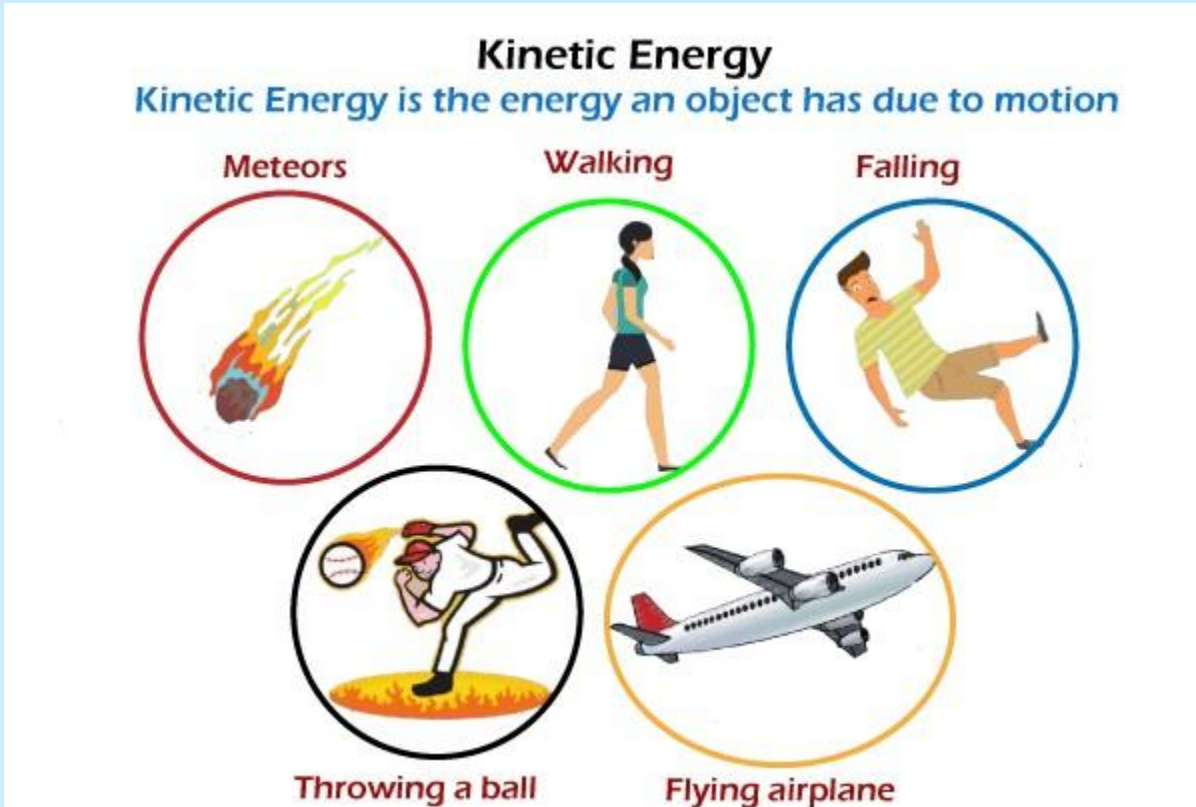 Kinetic Energy
Kinetic Energy is the energy an object has due to motion
Meteors
Walking
Falling
Throwing a ball
Flying airplane